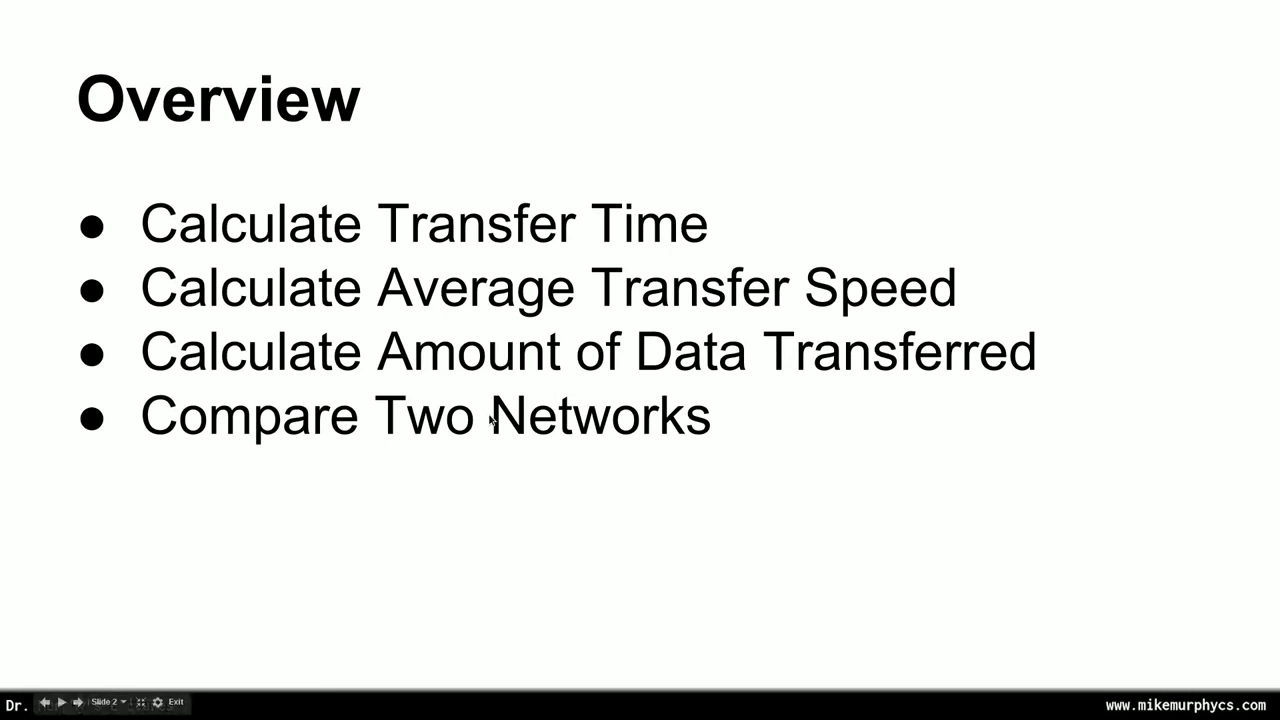 Overview
● Calculate Transfer Time
● Calculate Average Transfer Speed
● Calculate Amount of Data Transferred
● Compare Two Networks
Dr.
Slide 2
Exit
www.mikemurphycs.com